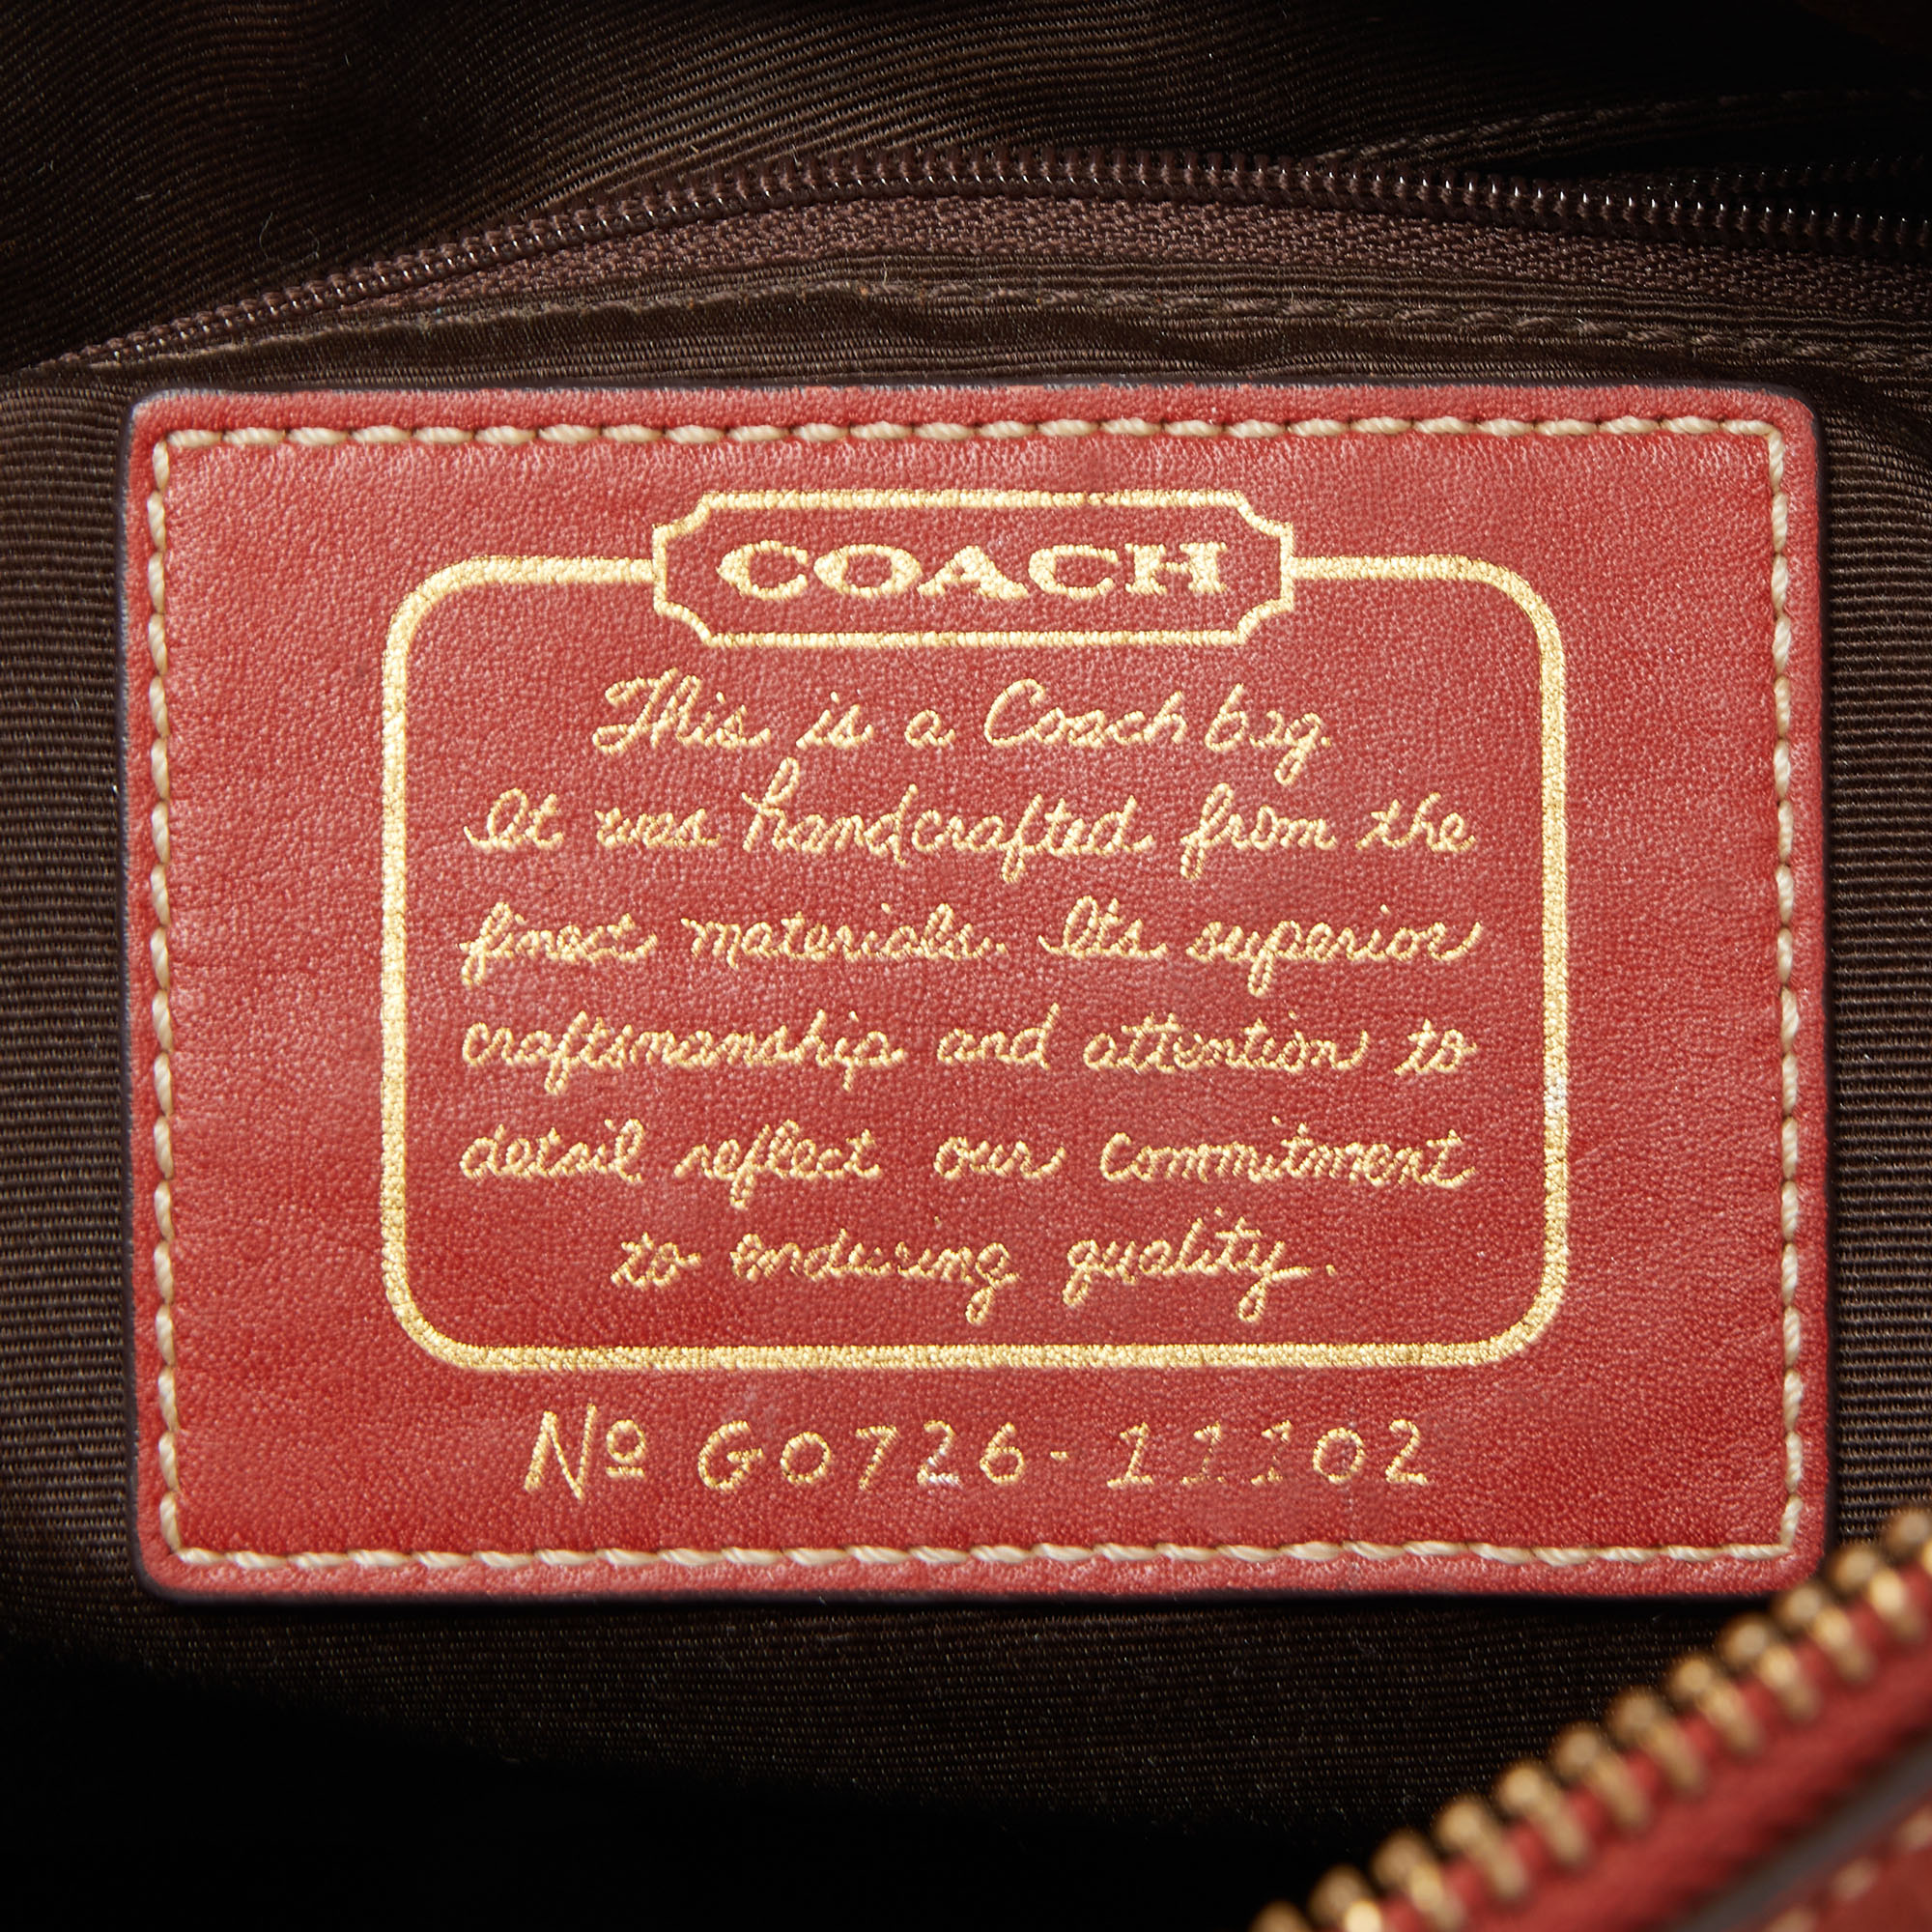 COACH
This is a Coach bag.
It was handcrafted from the
finest materials. Its superior
craftsmanship and attention to
detail reflect our commitment
to enduring quality.
Nº G0726-11102